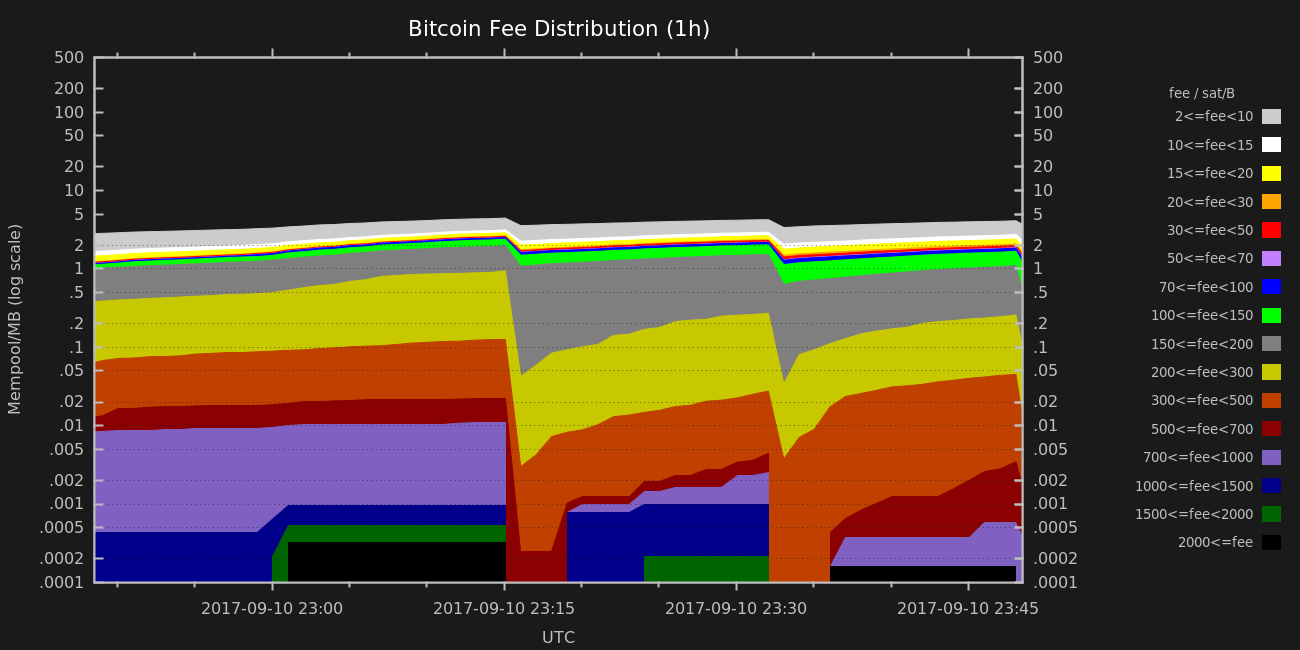 Bitcoin Fee Distribution (1h)
500 500
200 200
100 100
50 50
20 20
10 10
5 5
2 2
1 1
.5 .5
.2 .2
.1 .1
.05 .05
.02 .02
.01 .01
.005 .005
.002 .002
.001 .001
.0005 .0005
.0002 .0002
.0001 .0001
Mempool/MB (log scale)
2017-09-10 23:00 2017-09-10 23:15 2017-09-10 23:30 2017-09-10 23:45
UTC
fee / sat/B
2<=fee<10
10<=fee<15
15<=fee<20
20<=fee<30
30<=fee<50
50<=fee<70
70<=fee<100
100<=fee<150
150<=fee<200
200<=fee<300
300<=fee<500
500<=fee<700
700<=fee<1000
1000<=fee<1500
1500<=fee<2000
2000<=fee